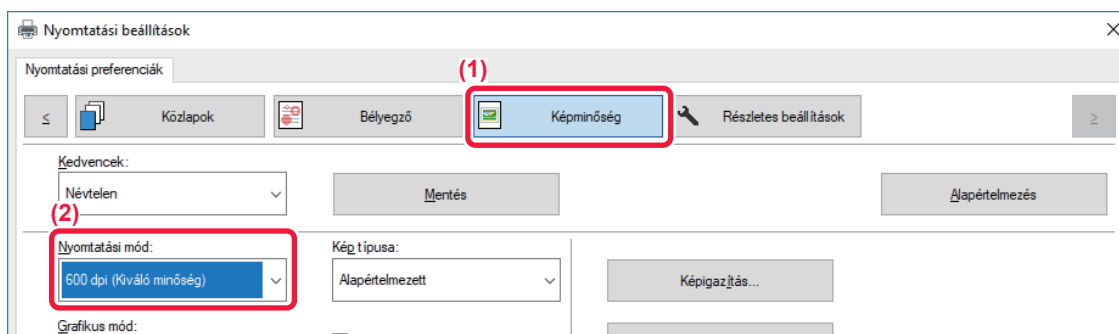 Nyomtatási beállítások
Nyomtatási preferenciák
(1)
< Közlapok Bélyegző Képminőség Részletes beállítások >
Kedvencek:
Névtelen Mentés Alapértelmezés
(2)
Nyomtatási mód: Kép típusa:
600 dpi (Kiváló minőség) Alapértelmezett Képigazítás...
Grafikus mód: